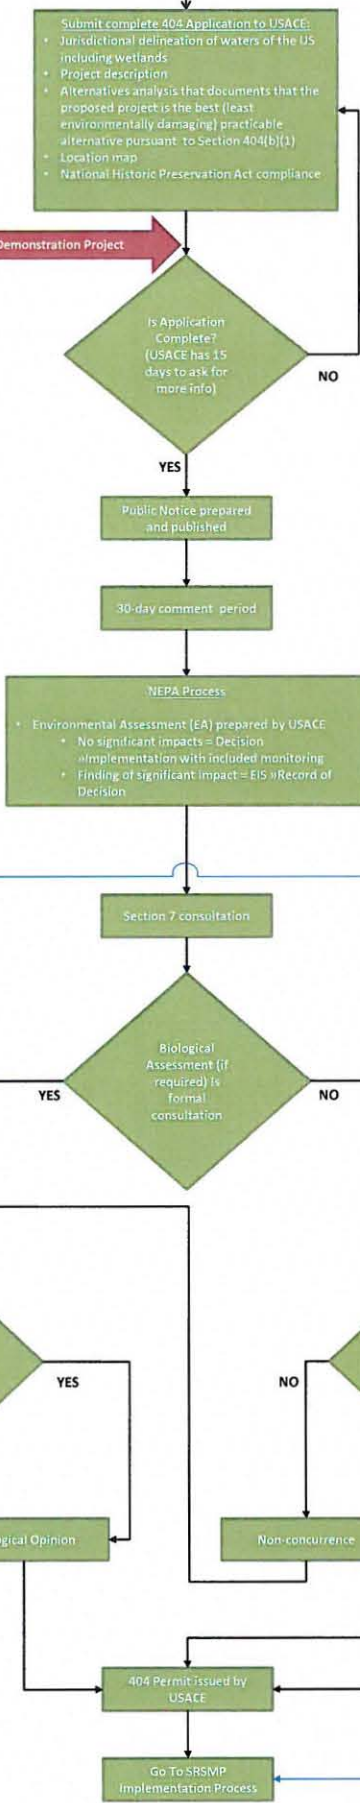 Submit complete 404 Application to USACE:
• Jurisdictional delineation of waters of the US
including wetlands
• Project description
• Alternatives analysis that documents that the
proposed project is the best (least
environmentally damaging) practicable
alternative pursuant to Section 404(b)(1)
• Location map
• National Historic Preservation Act compliance
Demonstration Project
Is Application
Complete?
(USACE has 15
days to ask for
more info)
NO
YES
Public Notice prepared
and published
30-day comment period
NEPA Process
• Environmental Assessment (EA) prepared by USACE
• No significant impacts = Decision
»Implementation with included monitoring
• Finding of significant impact = EIS »Record of
Decision
Section 7 consultation
Biological
Assessment (if
required) is
formal
consultation
YES
NO
YES
NO
ogical Opinion
Non-concurrence
404 Permit issued by
USACE
Go To SRSMP
Implementation Process